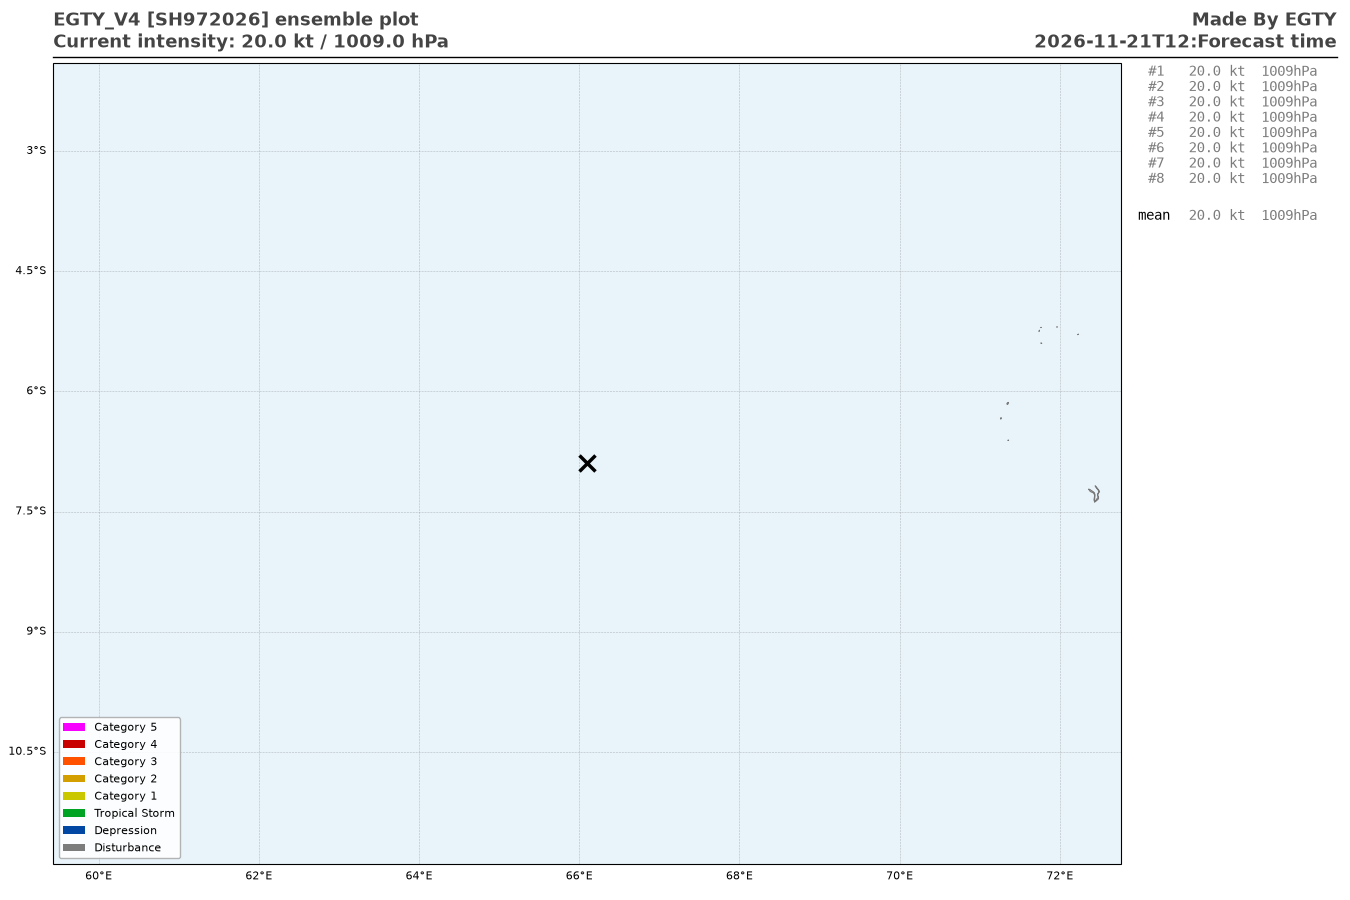 EGTY_V4 [SH972026] ensemble plot
Current intensity: 20.0 kt / 1009.0 hPa
Made By EGTY
2026-11-21T12:Forecast time
#1 20.0 kt 1009hPa
#2 20.0 kt 1009hPa
#3 20.0 kt 1009hPa
#4 20.0 kt 1009hPa
#5 20.0 kt 1009hPa
#6 20.0 kt 1009hPa
#7 20.0 kt 1009hPa
#8 20.0 kt 1009hPa
mean 20.0 kt 1009hPa
3°S
4.5°S
6°S
7.5°S
9°S
10.5°S
Category 5
Category 4
Category 3
Category 2
Category 1
Tropical Storm
Depression
Disturbance
60°E 62°E 64°E 66°E 68°E 70°E 72°E